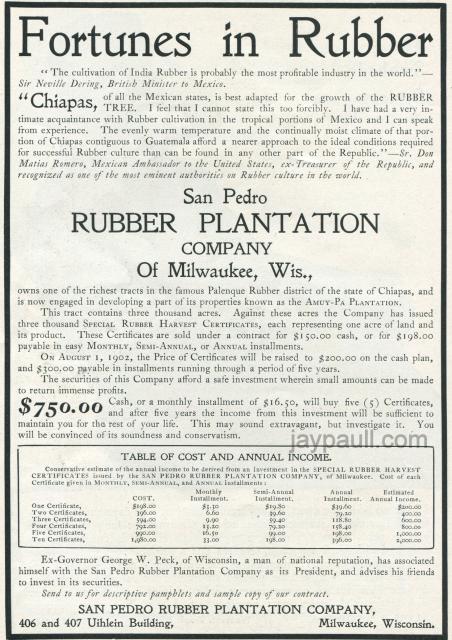 Fortunes in Rubber
"The cultivation of India Rubber is probably the most profitable industry in the world."—
Sir Neville Dering, British Minister to Mexico.
"Chiapas, of all the Mexican states, is best adapted for the growth of the RUBBER
TREE. I feel that I cannot state this too forcibly. I have had a very in-
timate acquaintance with Rubber cultivation in the tropical portions of Mexico and I can speak
from experience. The evenly warm temperature and the continually moist climate of that por-
tion of Chiapas contiguous to Guatemala afford a nearer approach to the ideal conditions required
for successful Rubber culture than can be found in any other part of the Republic."—Sr. Don
Matias Romero, Mexican Ambassador to the United States, ex-Treasurer of the Republic, and
recognized as one of the most eminent authorities on Rubber culture in the world.
San Pedro
RUBBER PLANTATION
COMPANY
Of Milwaukee, Wis.,
owns one of the richest tracts in the famous Palenque Rubber district of the state of Chiapas, and
is now engaged in developing a part of its properties known as the AMUY-PA PLANTATION.
This tract contains three thousand acres. Against these acres the Company has issued
three thousand SPECIAL RUBBER HARVEST CERTIFICATES, each representing one acre of land and
its product. These Certificates are sold under a contract for $150.00 cash, or for $198.00
payable in easy MONTHLY, SEMI-ANNUAL, or ANNUAL installments.
ON AUGUST 1, 1902, the Price of Certificates will be raised to $200.00 on the cash plan,
and $300.00 payable in installments running through a period of five years.
The securities of this Company afford a safe investment wherein small amounts can be made
to return immense profits.
$750.00 Cash, or a monthly installment of $16.50, will buy five (5) Certificates,
and after five years the income from this investment will be sufficient to
maintain you for the rest of your life. This may sound extravagant, but investigate it. You
will be convinced of its soundness and conservatism.
jaypaull.com
TABLE OF COST AND ANNUAL INCOME.
Conservative estimate of the annual income to be derived from an investment in the SPECIAL RUBBER HARVEST
CERTIFICATES issued by the SAN PEDRO RUBBER PLANTATION COMPANY, of Milwaukee. Cost of each
Certificate given in MONTHLY, SEMI-ANNUAL, and ANNUAL installments:
COST. Monthly Installment. Semi-Annual Installment. Annual Installment. Estimated Annual Income.
One Certificate, $198.00 $3.30 $19.80 $39.60 $200.00
Two Certificates, 396.00 6.60 39.60 79.20 400.00
Three Certificates, 594.00 9.90 59.40 118.80 600.00
Four Certificates, 792.00 13.20 79.20 158.40 800.00
Five Certificates, 990.00 16.50 99.00 198.00 1,000.00
Ten Certificates, 1,980.00 33.00 198.00 396.00 2,000.00
Ex-Governor George W. Peck, of Wisconsin, a man of national reputation, has associated
himself with the San Pedro Rubber Plantation Company as its President, and advises his friends
to invest in its securities.
Send to us for descriptive pamphlets and sample copy of our contract.
SAN PEDRO RUBBER PLANTATION COMPANY,
406 and 407 Uihlein Building, Milwaukee, Wisconsin.